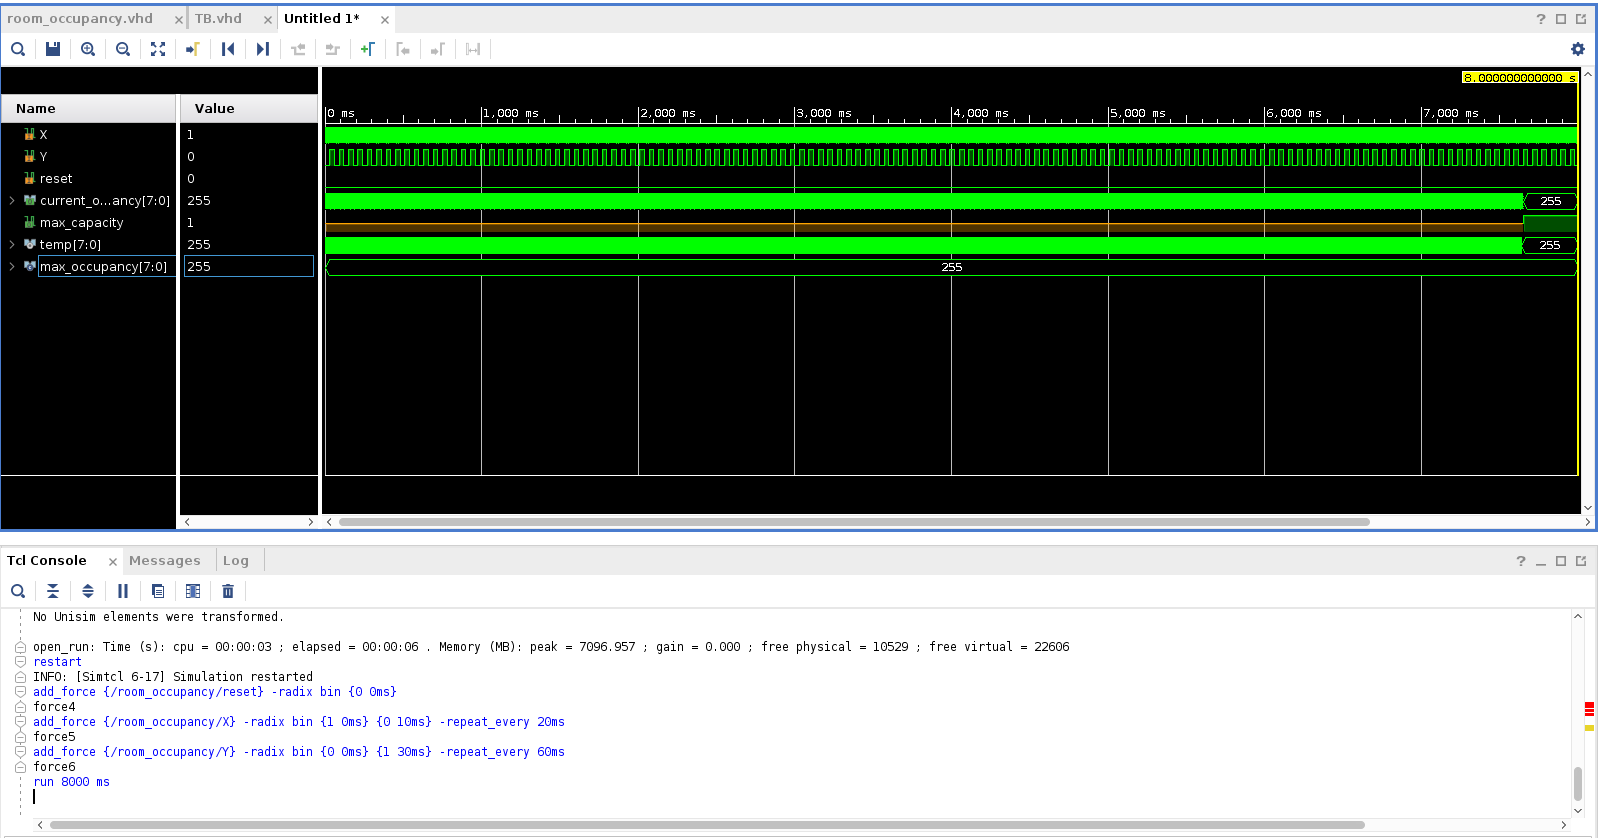 room_occupancy.vhd × TB.vhd × Untitled 1* ×
8.000000000000 s
Name Value
0 ms 1,000 ms 2,000 ms 3,000 ms 4,000 ms 5,000 ms 6,000 ms 7,000 ms
X 1
Y 0
reset 0
current_o...ancy[7:0] 255 255
max_capacity 1
temp[7:0] 255 255
max_occupancy[7:0] 255 255
Tcl Console × Messages Log
No Unisim elements were transformed.
open_run: Time (s): cpu = 00:00:03 ; elapsed = 00:00:06 . Memory (MB): peak = 7096.957 ; gain = 0.000 ; free physical = 10529 ; free virtual = 22606
restart
INFO: [Simtcl 6-17] Simulation restarted
add_force {/room_occupancy/reset} -radix bin {0 0ms}
force4
add_force {/room_occupancy/X} -radix bin {1 0ms} {0 10ms} -repeat_every 20ms
force5
add_force {/room_occupancy/Y} -radix bin {0 0ms} {1 30ms} -repeat_every 60ms
force6
run 8000 ms